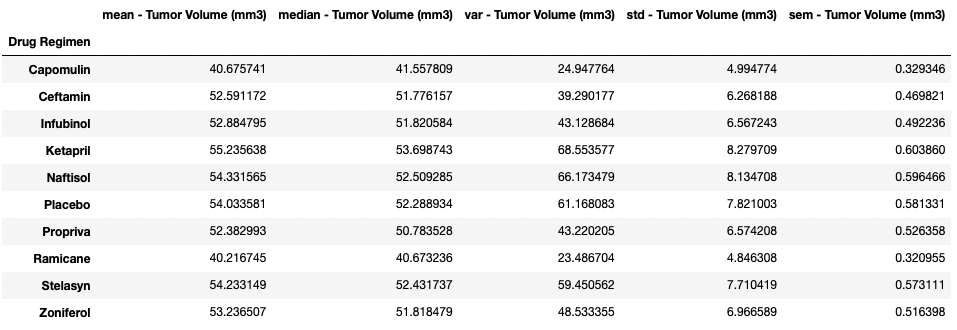 mean - Tumor Volume (mm3) median - Tumor Volume (mm3) var - Tumor Volume (mm3) std - Tumor Volume (mm3) sem - Tumor Volume (mm3)
Drug Regimen
Capomulin 40.675741 41.557809 24.947764 4.994774 0.329346
Ceftamin 52.591172 51.776157 39.290177 6.268188 0.469821
Infubinol 52.884795 51.820584 43.128684 6.567243 0.492236
Ketapril 55.235638 53.698743 68.553577 8.279709 0.603860
Naftisol 54.331565 52.509285 66.173479 8.134708 0.596466
Placebo 54.033581 52.288934 61.168083 7.821003 0.581331
Propriva 52.382993 50.783528 43.220205 6.574208 0.526358
Ramicane 40.216745 40.673236 23.486704 4.846308 0.320955
Stelasyn 54.233149 52.431737 59.450562 7.710419 0.573111
Zoniferol 53.236507 51.818479 48.533355 6.966589 0.516398